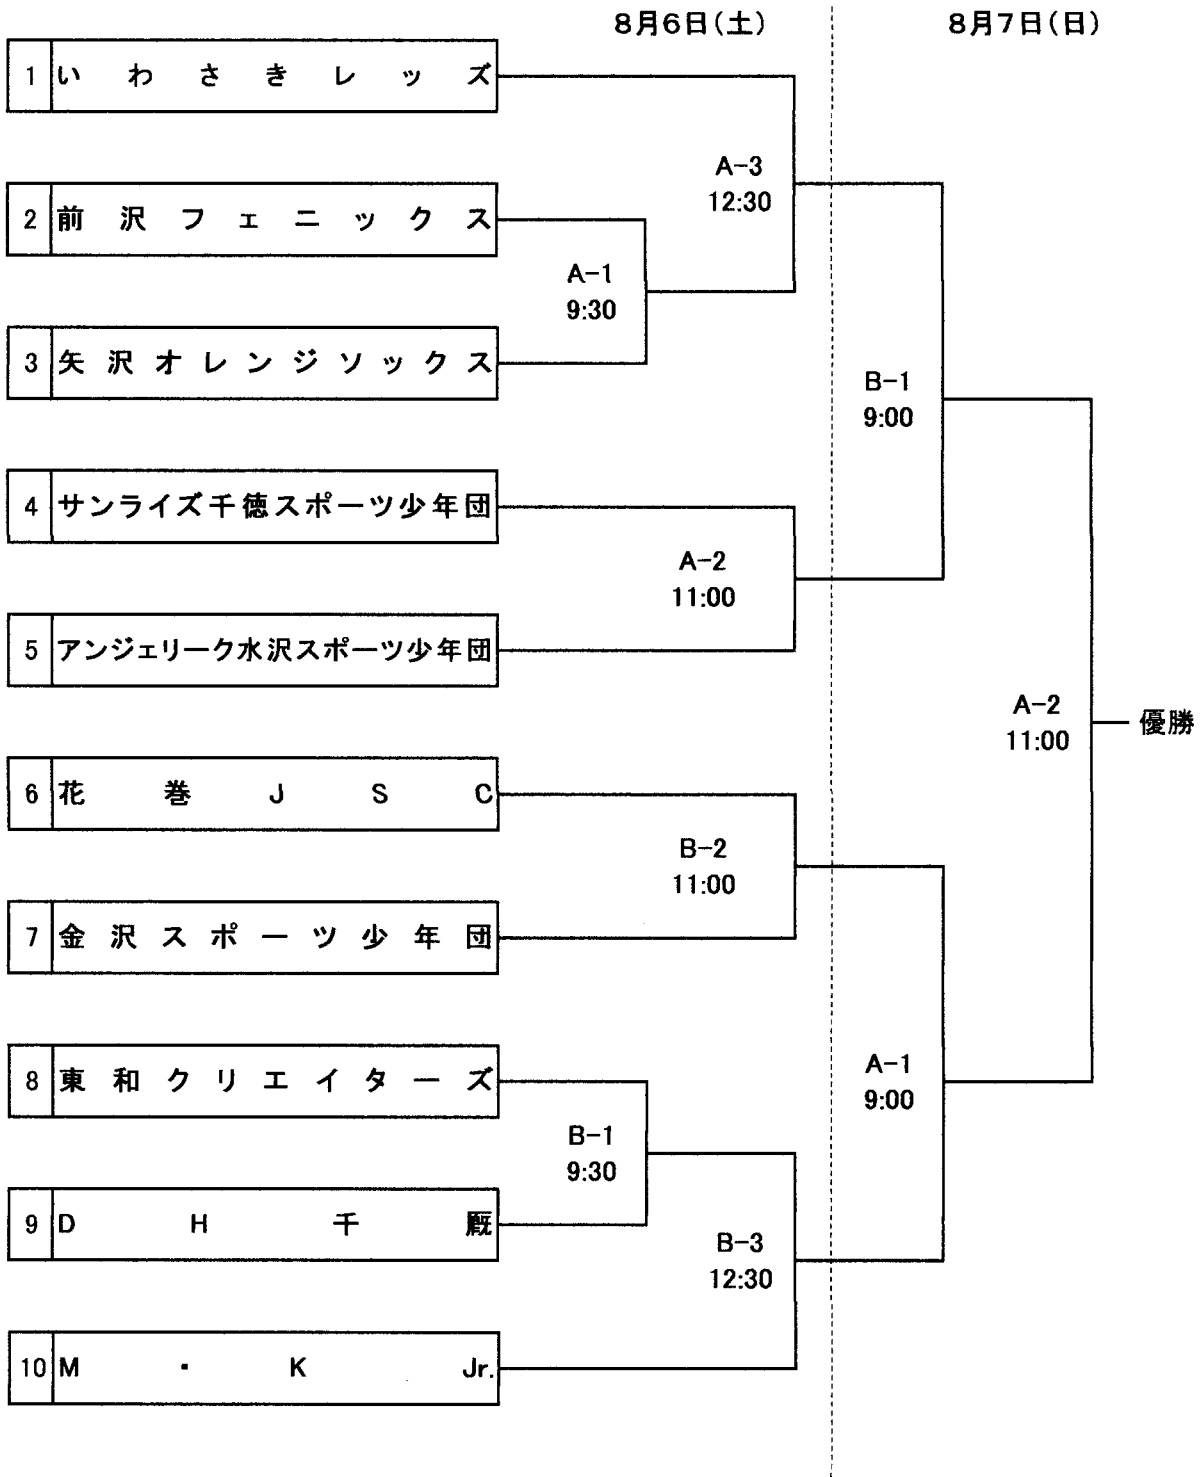 8月6日(土) 8月7日(日)
1 いわさきレッズ
A-3
12:30
2 前沢フェニックス
A-1
9:30
3 矢沢オレンジソックス
B-1
9:00
4 サンライズ千徳スポーツ少年団
A-2
11:00
5 アンジェリーク水沢スポーツ少年団
A-2
11:00
優勝
6 花巻JSC
B-2
11:00
7 金沢スポーツ少年団
8 東和クリエイターズ
A-1
9:00
B-1
9:30
9 DH千厩
B-3
12:30
10 M・K Jr.